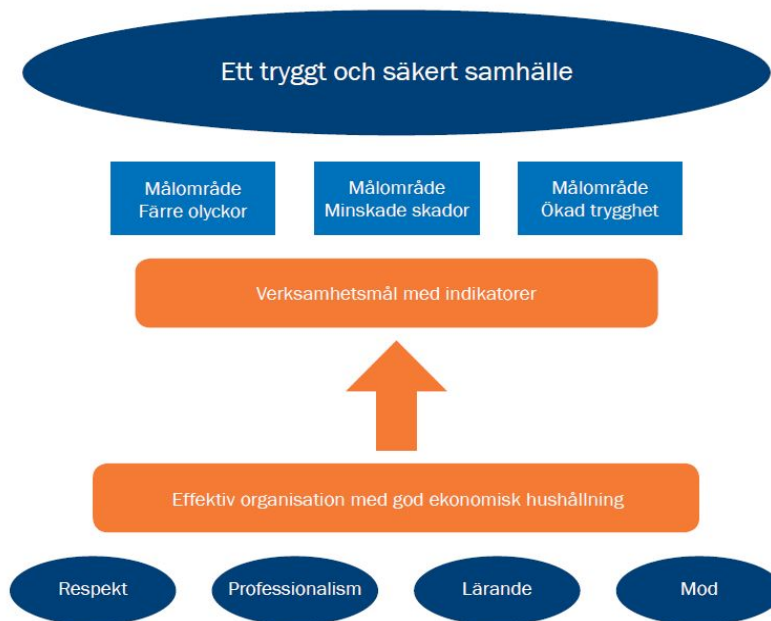 Ett tryggt och säkert samhälle
Målområde
Färre olyckor
Målområde
Minskade skador
Målområde
Ökad trygghet
Verksamhetsmål med indikatorer
Effektiv organisation med god ekonomisk hushållning
Respekt
Professionalism
Lärande
Mod